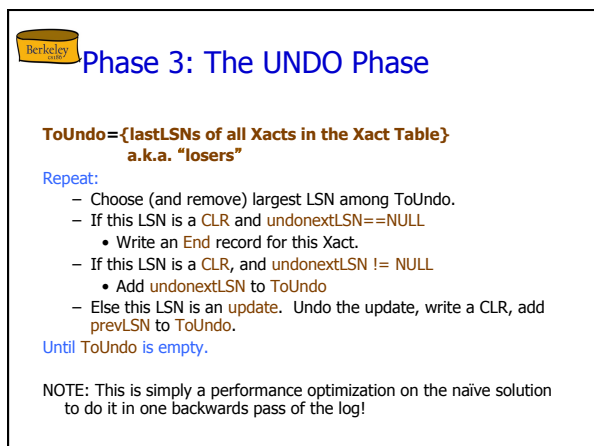 Berkeley
cs186
Phase 3: The UNDO Phase
ToUndo={lastLSNs of all Xacts in the Xact Table}
a.k.a. “losers”
Repeat:
– Choose (and remove) largest LSN among ToUndo.
– If this LSN is a CLR and undonextLSN==NULL
• Write an End record for this Xact.
– If this LSN is a CLR, and undonextLSN != NULL
• Add undonextLSN to ToUndo
– Else this LSN is an update. Undo the update, write a CLR, add
prevLSN to ToUndo.
Until ToUndo is empty.
NOTE: This is simply a performance optimization on the naïve solution
to do it in one backwards pass of the log!